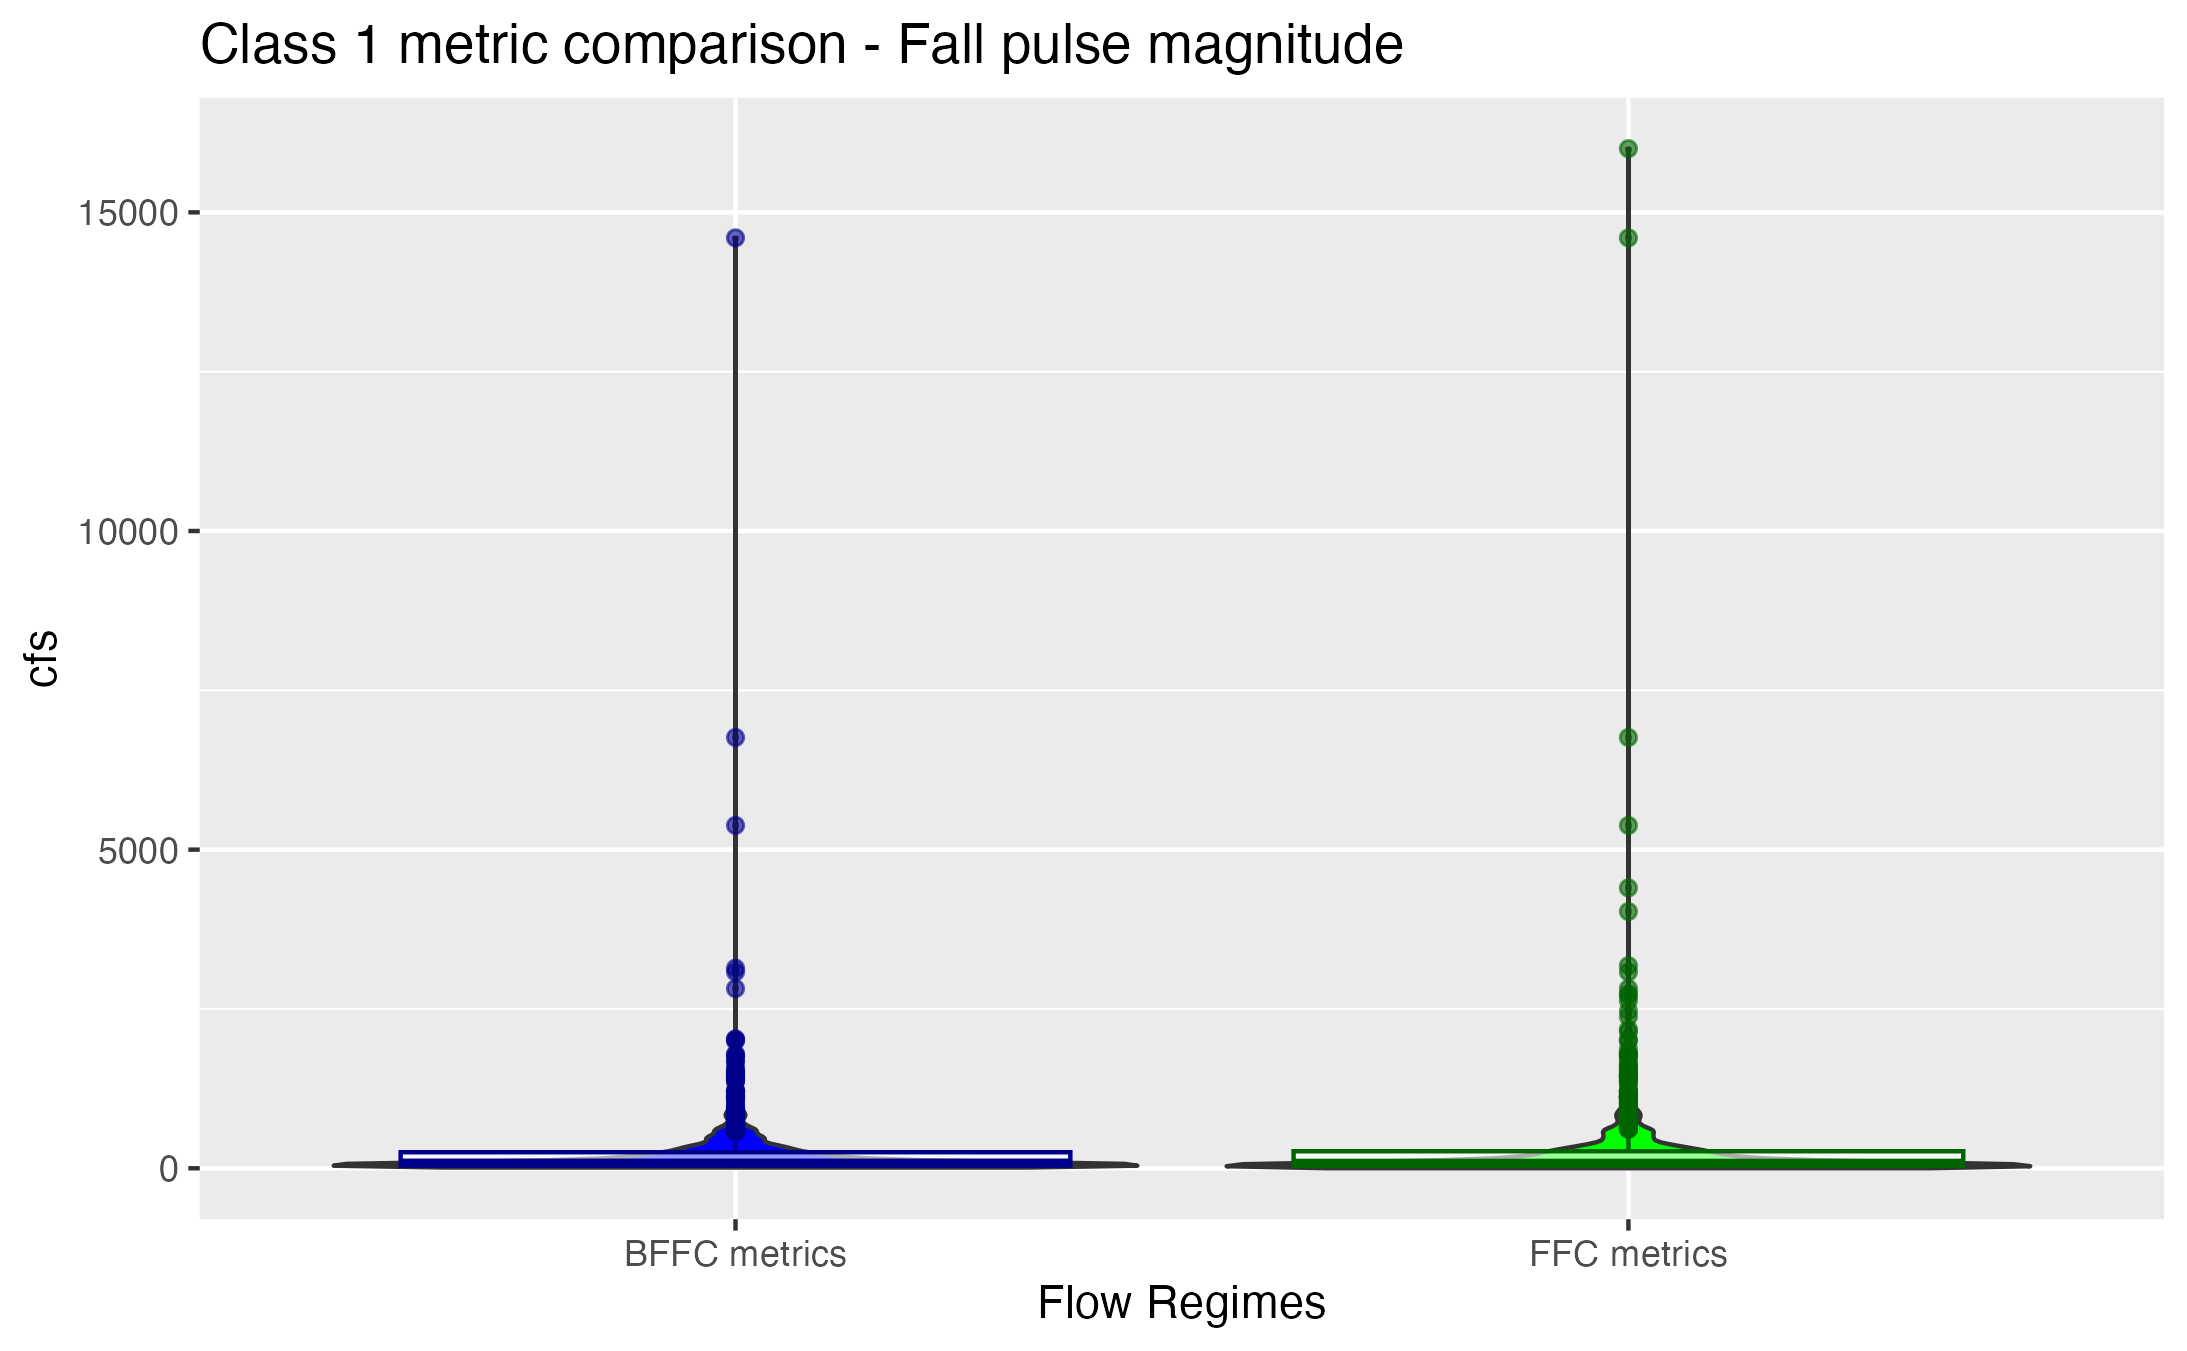 Class 1 metric comparison - Fall pulse magnitude
15000
10000
5000
0
cfs
BFFC metrics
FFC metrics
Flow Regimes